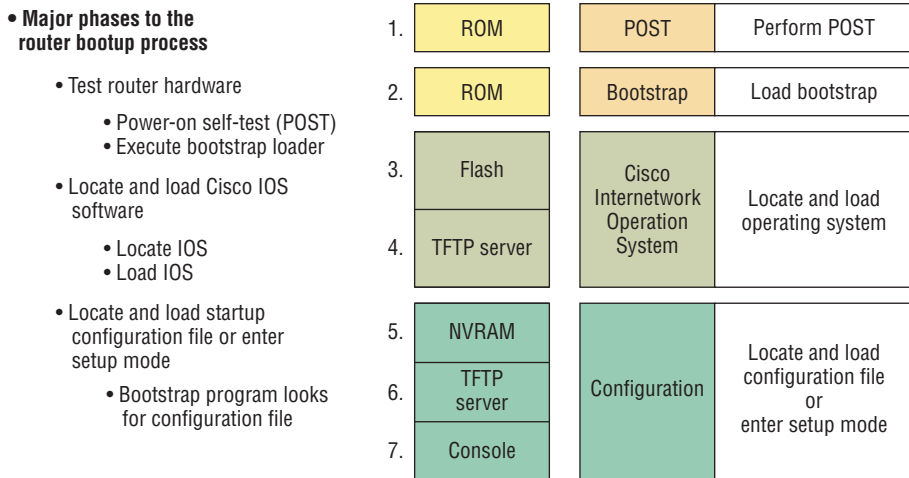 • Major phases to the
router bootup process
• Test router hardware
• Power-on self-test (POST)
• Execute bootstrap loader
• Locate and load Cisco IOS
software
• Locate IOS
• Load IOS
• Locate and load startup
configuration file or enter
setup mode
• Bootstrap program looks
for configuration file
1. ROM POST Perform POST
2. ROM Bootstrap Load bootstrap
3. Flash
4. TFTP server
Cisco
Internetwork
Operation
System
Locate and load
operating system
5. NVRAM
6. TFTP
server
7. Console
Configuration
Locate and load
configuration file
or
enter setup mode